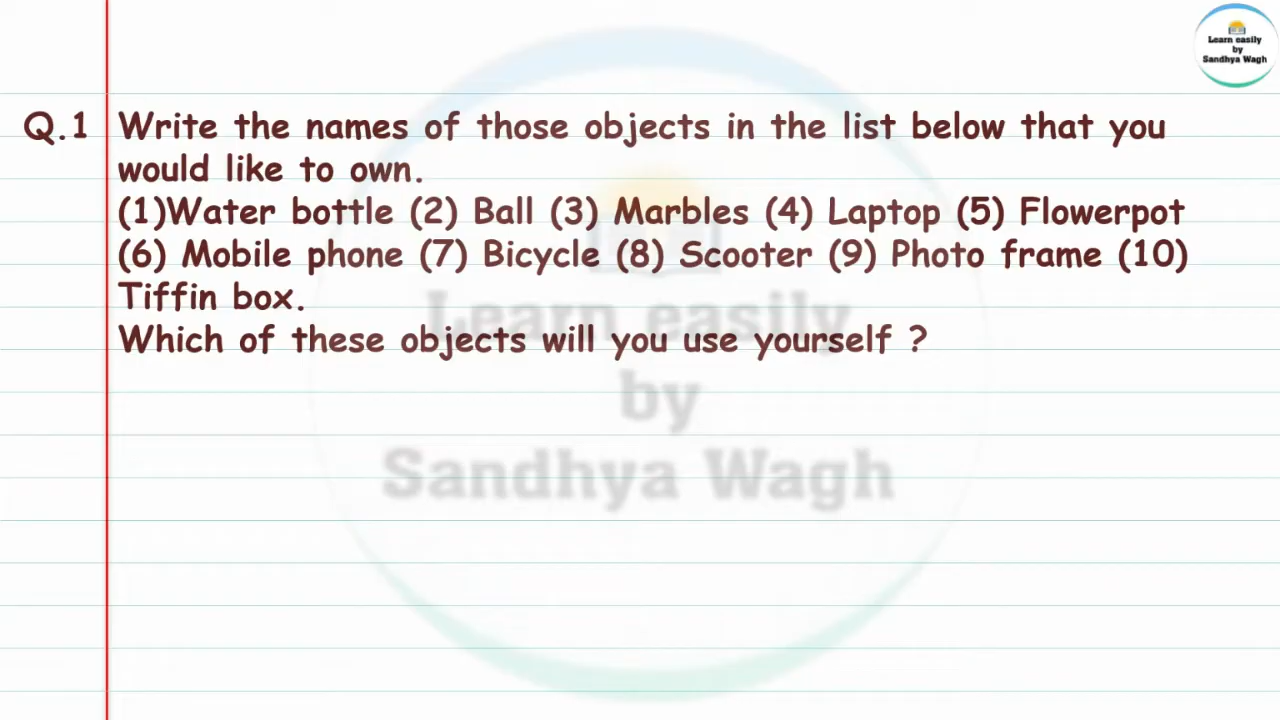 Learn easily
by
Sandhya Wagh
Q.1 Write the names of those objects in the list below that you
would like to own.
(1)Water bottle (2) Ball (3) Marbles (4) Laptop (5) Flowerpot
(6) Mobile phone (7) Bicycle (8) Scooter (9) Photo frame (10)
Tiffin box.
Which of these objects will you use yourself ?
Learn easily
by
Sandhya Wagh